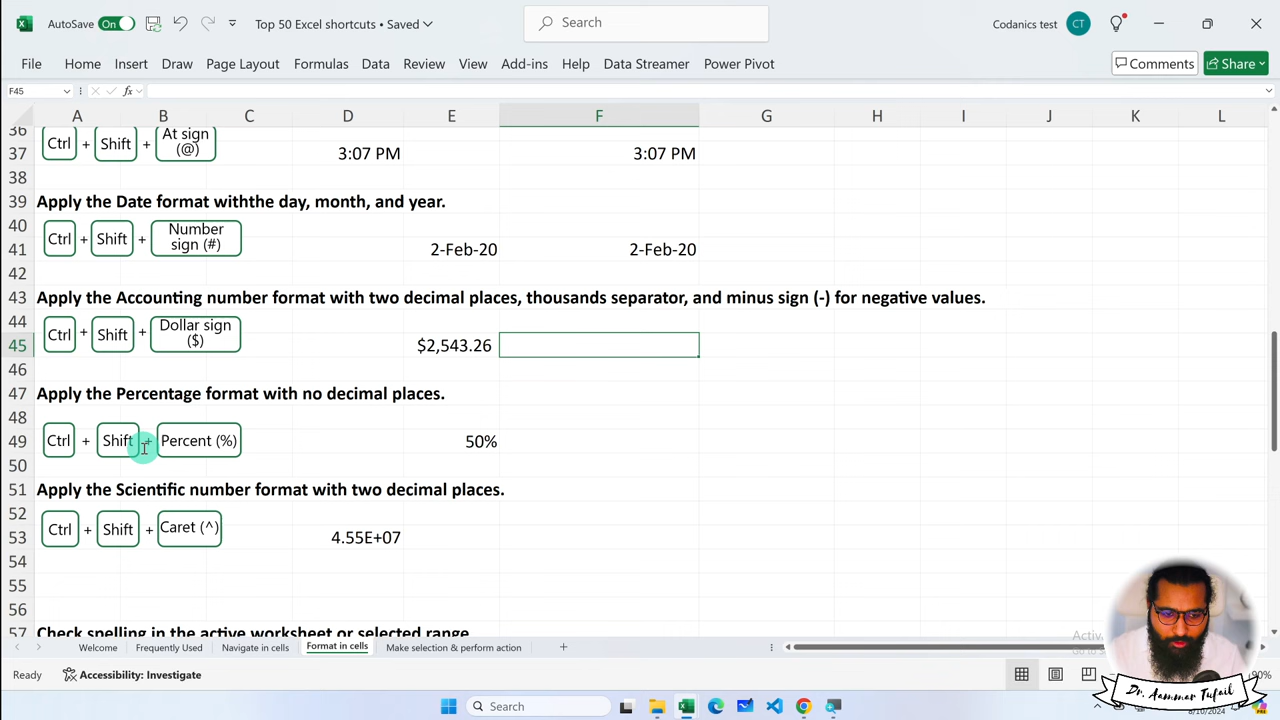 AutoSave On Top 50 Excel shortcuts • Saved Search Codanics test CT
File Home Insert Draw Page Layout Formulas Data Review View Add-ins Help Data Streamer Power Pivot Comments Share
F45 fx
A B C D E F G H I J K L
36 Ctrl + Shift + At sign (@)
37 3:07 PM 3:07 PM
38
39 Apply the Date format withthe day, month, and year.
40 Ctrl + Shift + Number sign (#)
41 2-Feb-20 2-Feb-20
42
43 Apply the Accounting number format with two decimal places, thousands separator, and minus sign (-) for negative values.
44 Ctrl + Shift + Dollar sign ($)
45 $2,543.26
46
47 Apply the Percentage format with no decimal places.
48
49 Ctrl + Shift + Percent (%) 50%
50
51 Apply the Scientific number format with two decimal places.
52
53 Ctrl + Shift + Caret (^) 4.55E+07
54
55
56
57 Check spelling in the active worksheet or selected range
Welcome Frequently Used Navigate in cells Format in cells Make selection & perform action
Ready Accessibility: Investigate 90%
Dr. Aammar Tufail
Search 8/10/2024